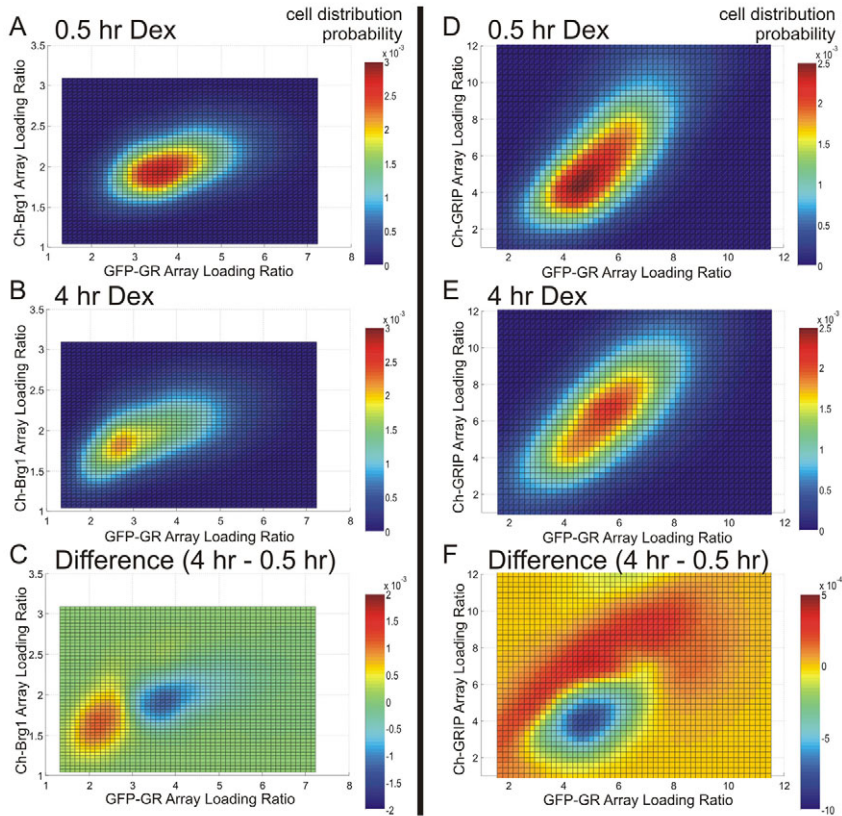 A
0.5 hr Dex
cell distribution
probability
x 10⁻³
3
2.5
2
1.5
1
0.5
0
3.5
3
2.5
2
1.5
1
Ch-Brg1 Array Loading Ratio
1 2 3 4 5 6 7 8
GFP-GR Array Loading Ratio
B
4 hr Dex
x 10⁻³
3
2.5
2
1.5
1
0.5
0
3.5
3
2.5
2
1.5
1
Ch-Brg1 Array Loading Ratio
1 2 3 4 5 6 7 8
GFP-GR Array Loading Ratio
C
Difference (4 hr - 0.5 hr)
x 10⁻³
2
1.5
1
0.5
0
-0.5
-1
-1.5
-2
3.5
3
2.5
2
1.5
1
Ch-Brg1 Array Loading Ratio
1 2 3 4 5 6 7 8
GFP-GR Array Loading Ratio
D
0.5 hr Dex
cell distribution
probability
x 10⁻³
2.5
2
1.5
1
0.5
0
12
10
8
6
4
2
Ch-GRIP Array Loading Ratio
2 4 6 8 10 12
GFP-GR Array Loading Ratio
E
4 hr Dex
x 10⁻³
2.5
2
1.5
1
0.5
0
12
10
8
6
4
2
Ch-GRIP Array Loading Ratio
2 4 6 8 10 12
GFP-GR Array Loading Ratio
F
Difference (4 hr - 0.5 hr)
x 10⁻⁴
5
0
-5
-10
12
10
8
6
4
2
Ch-GRIP Array Loading Ratio
2 4 6 8 10 12
GFP-GR Array Loading Ratio